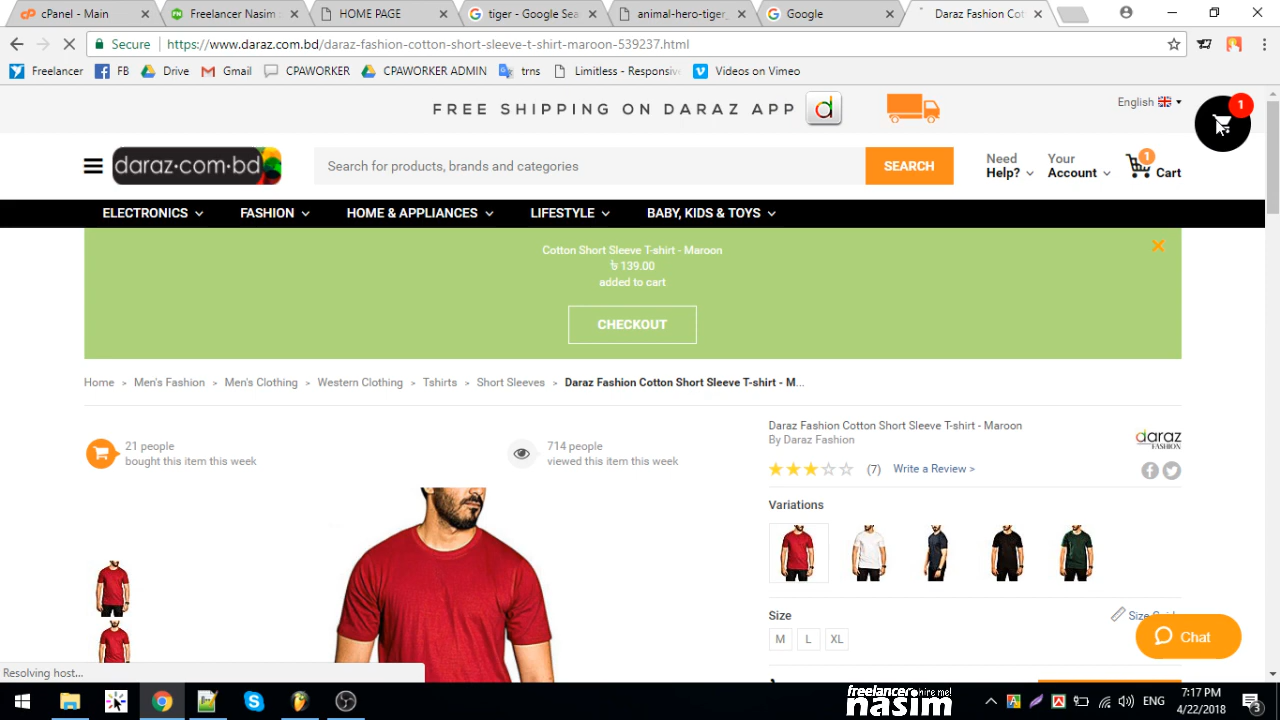 cPanel - Main
Freelancer Nasim
HOME PAGE
tiger - Google Sea
animal-hero-tiger_
Google
Daraz Fashion Cot
Secure
https://www.daraz.com.bd/daraz-fashion-cotton-short-sleeve-t-shirt-maroon-539237.html
Freelancer
FB
Drive
Gmail
CPAWORKER
CPAWORKER ADMIN
trns
Limitless - Responsiv
Videos on Vimeo
FREE SHIPPING ON DARAZ APP
d
English
1
daraz·com·bd
Search for products, brands and categories
SEARCH
Need
Help?
Your
Account
1
Cart
ELECTRONICS
FASHION
HOME & APPLIANCES
LIFESTYLE
BABY, KIDS & TOYS
Cotton Short Sleeve T-shirt - Maroon
৳ 139.00
added to cart
CHECKOUT
Home > Men's Fashion > Men's Clothing > Western Clothing > Tshirts > Short Sleeves > Daraz Fashion Cotton Short Sleeve T-shirt - M...
21 people
bought this item this week
714 people
viewed this item this week
Daraz Fashion Cotton Short Sleeve T-shirt - Maroon
By Daraz Fashion
daraz
FASHION
(7)
Write a Review >
Variations
Size
Size
M
L
XL
Chat
Resolving host...
freelancer hire me!
nasim
ENG
7:17 PM
4/22/2018
3